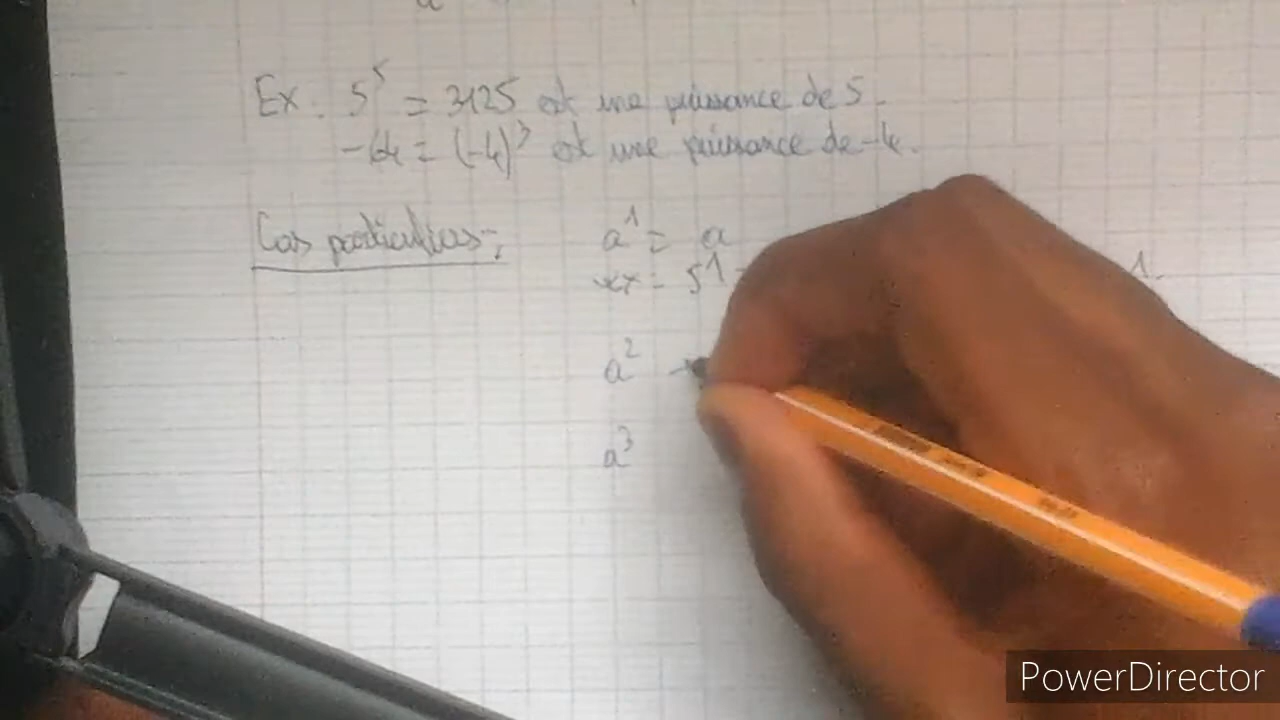 Ex. 5⁵ = 3125 est une puissance de 5.
-64 = (-4)³ est une puissance de -4.
Cas particuliers:
a¹ = a
5¹
1.
a²
a³
PowerDirector